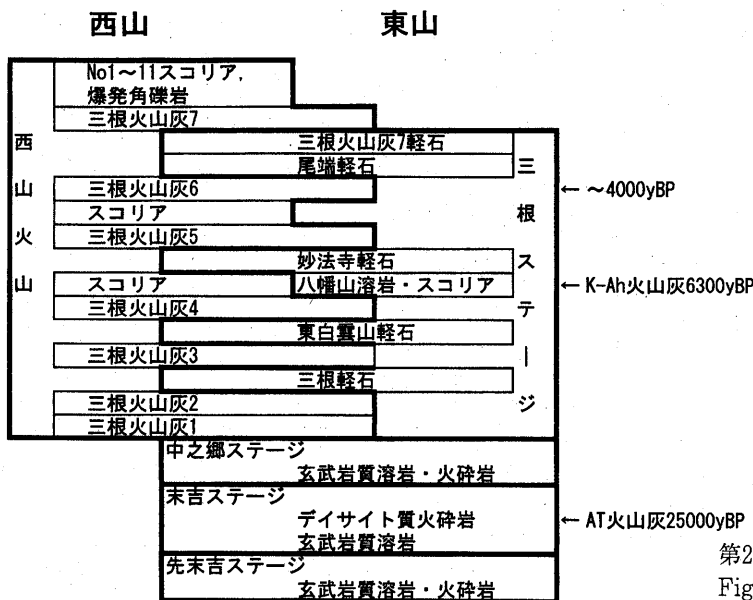 西山
東山
No1～11スコリア,
爆発角礫岩
三根火山灰7
西山火山
三根火山灰7軽石
尾端軽石
三根ステージ
三根火山灰6
← ～4000yBP
スコリア
三根火山灰5
妙法寺軽石
スコリア
八幡山溶岩・スコリア
← K-Ah火山灰6300yBP
三根火山灰4
東白雲山軽石
三根火山灰3
三根軽石
三根火山灰2
三根火山灰1
中之郷ステージ
玄武岩質溶岩・火砕岩
末吉ステージ
デイサイト質火砕岩
← AT火山灰25000yBP
玄武岩質溶岩
先末吉ステージ
玄武岩質溶岩・火砕岩
第2
Fig